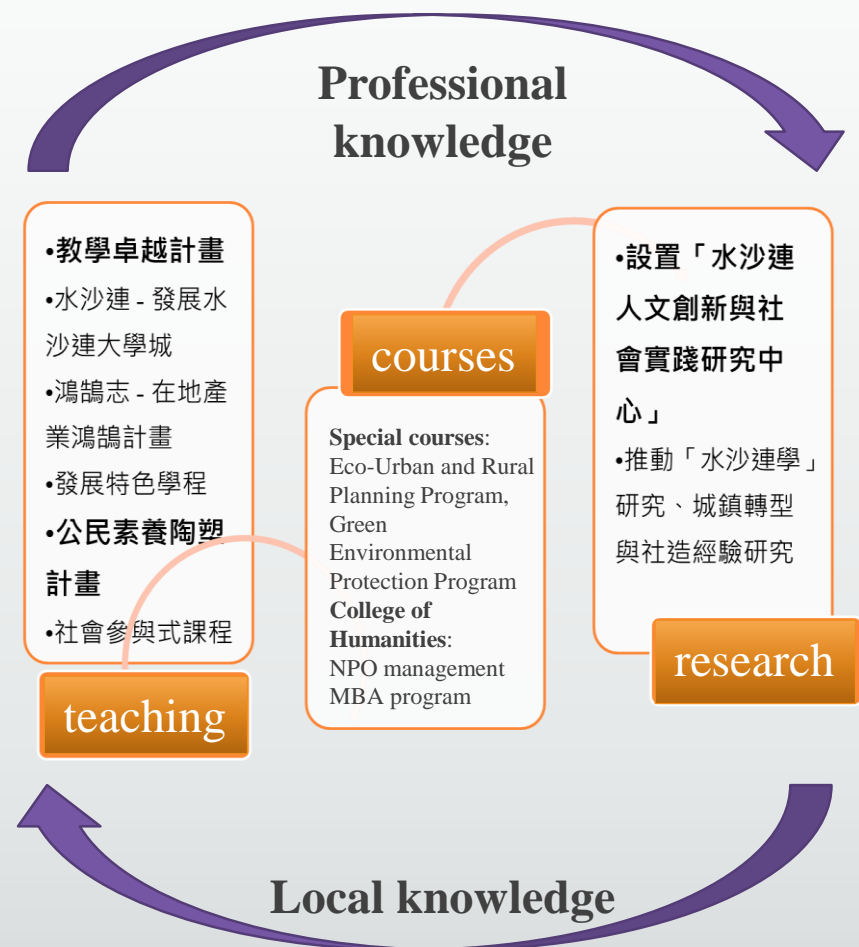 Professional
knowledge
•教學卓越計畫
•水沙連 - 發展水
沙連大學城
•鴻鵠志 - 在地產
業鴻鵠計畫
•發展特色學程
•公民素養陶塑
計畫
•社會參與式課程
teaching
courses
Special courses:
Eco-Urban and Rural
Planning Program,
Green
Environmental
Protection Program
College of
Humanities:
NPO management
MBA program
•設置「水沙連
人文創新與社
會實踐研究中
心」
•推動「水沙連學」
研究、城鎮轉型
與社造經驗研究
research
Local knowledge